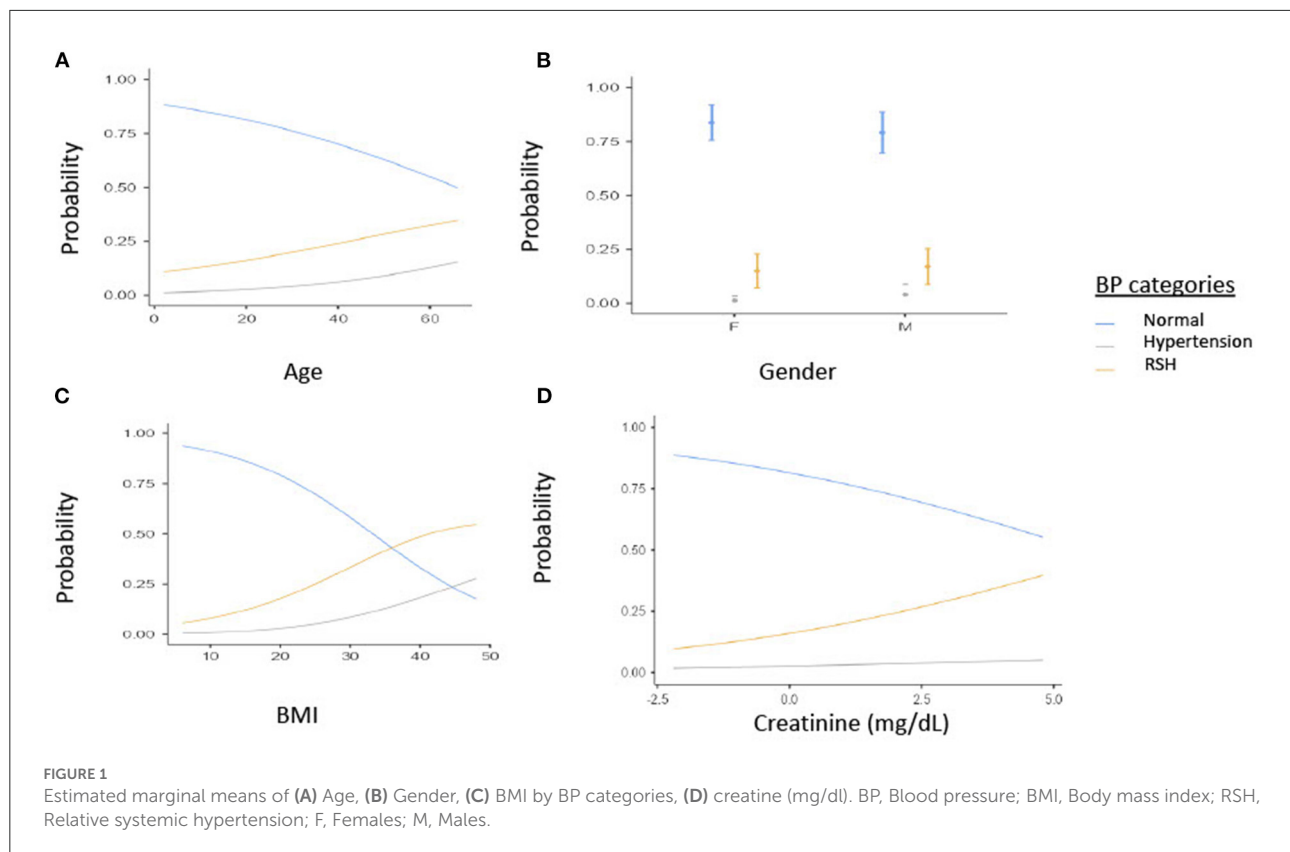 A
1.00
0.75
0.50
0.25
0.00
Probability
0 20 40 60
Age
B
1.00
0.75
0.50
0.25
0.00
Probability
F M
Gender
BP categories
Normal
Hypertension
RSH
C
1.00
0.75
0.50
0.25
0.00
Probability
10 20 30 40 50
BMI
D
1.00
0.75
0.50
0.25
0.00
Probability
-2.5 0.0 2.5 5.0
Creatinine (mg/dL)
FIGURE 1
Estimated marginal means of (A) Age, (B) Gender, (C) BMI by BP categories, (D) creatine (mg/dl). BP, Blood pressure; BMI, Body mass index; RSH,
Relative systemic hypertension; F, Females; M, Males.